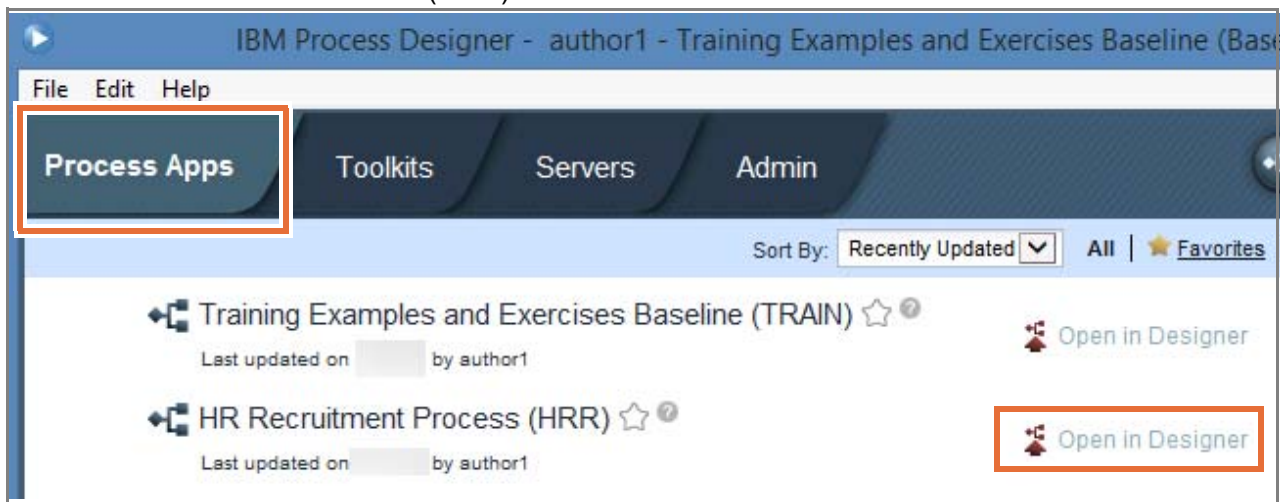 IBM Process Designer - author1 - Training Examples and Exercises Baseline (Base
File Edit Help
Process Apps Toolkits Servers Admin
Sort By: Recently Updated All | Favorites
Training Examples and Exercises Baseline (TRAIN)
Open in Designer
Last updated on by author1
HR Recruitment Process (HRR)
Open in Designer
Last updated on by author1